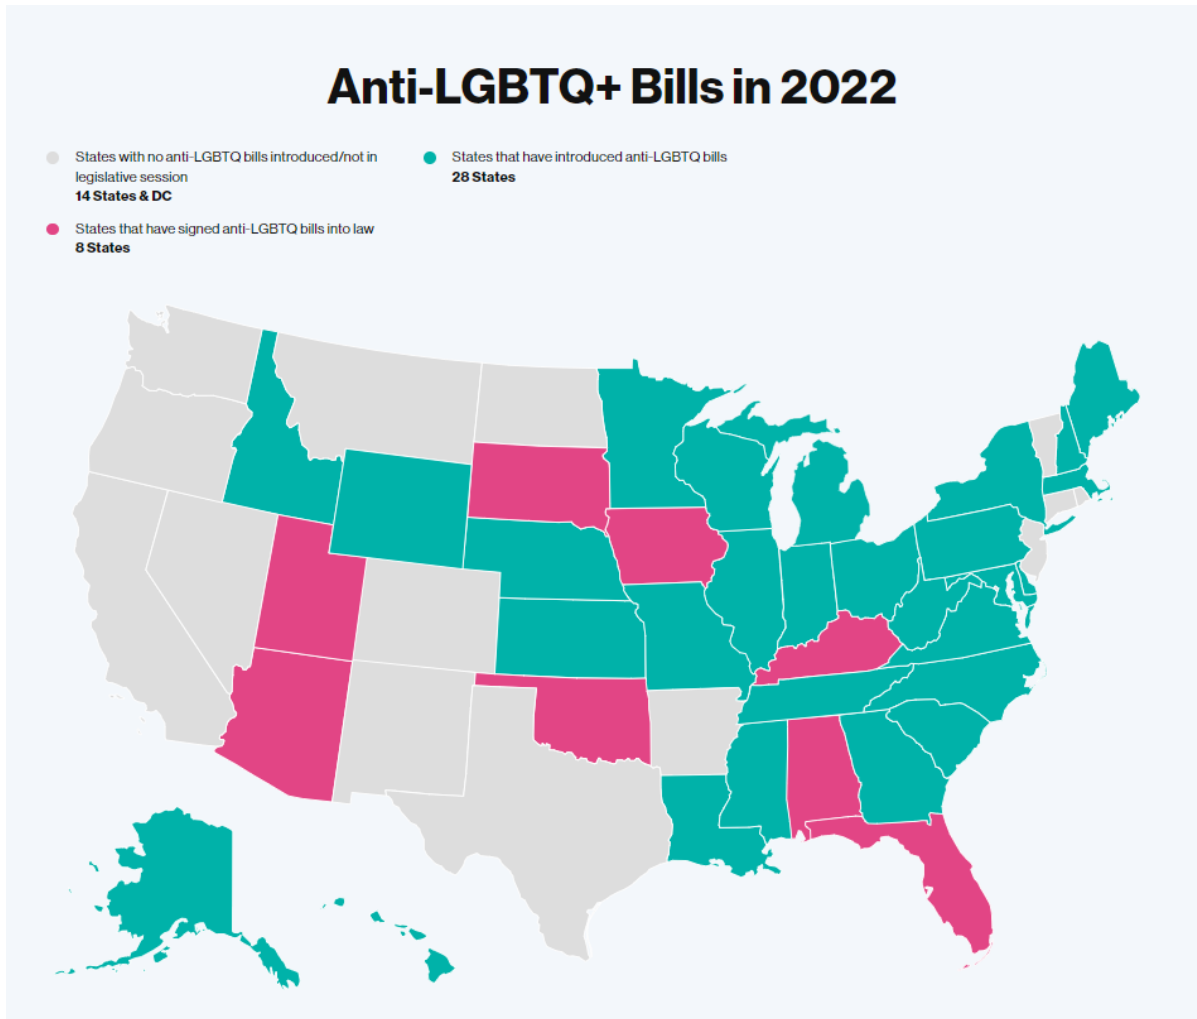 Anti-LGBTQ+ Bills in 2022
States with no anti-LGBTQ bills introduced/not in
legislative session
14 States & DC
States that have introduced anti-LGBTQ bills
28 States
States that have signed anti-LGBTQ bills into law
8 States